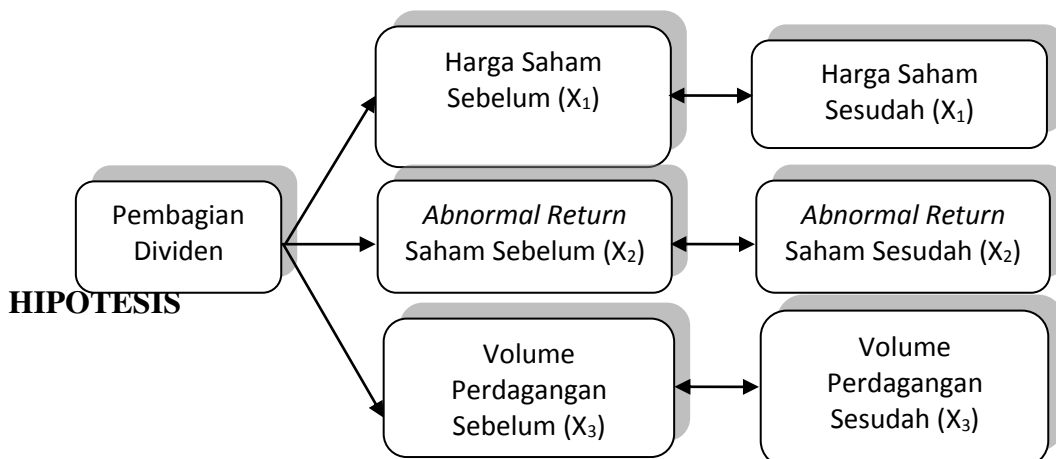 Harga Saham
Sebelum (X₁)
Harga Saham
Sesudah (X₁)
Pembagian
Dividen
Abnormal Return
Saham Sebelum (X₂)
Abnormal Return
Saham Sesudah (X₂)
HIPOTESIS
Volume
Perdagangan
Sebelum (X₃)
Volume
Perdagangan
Sesudah (X₃)